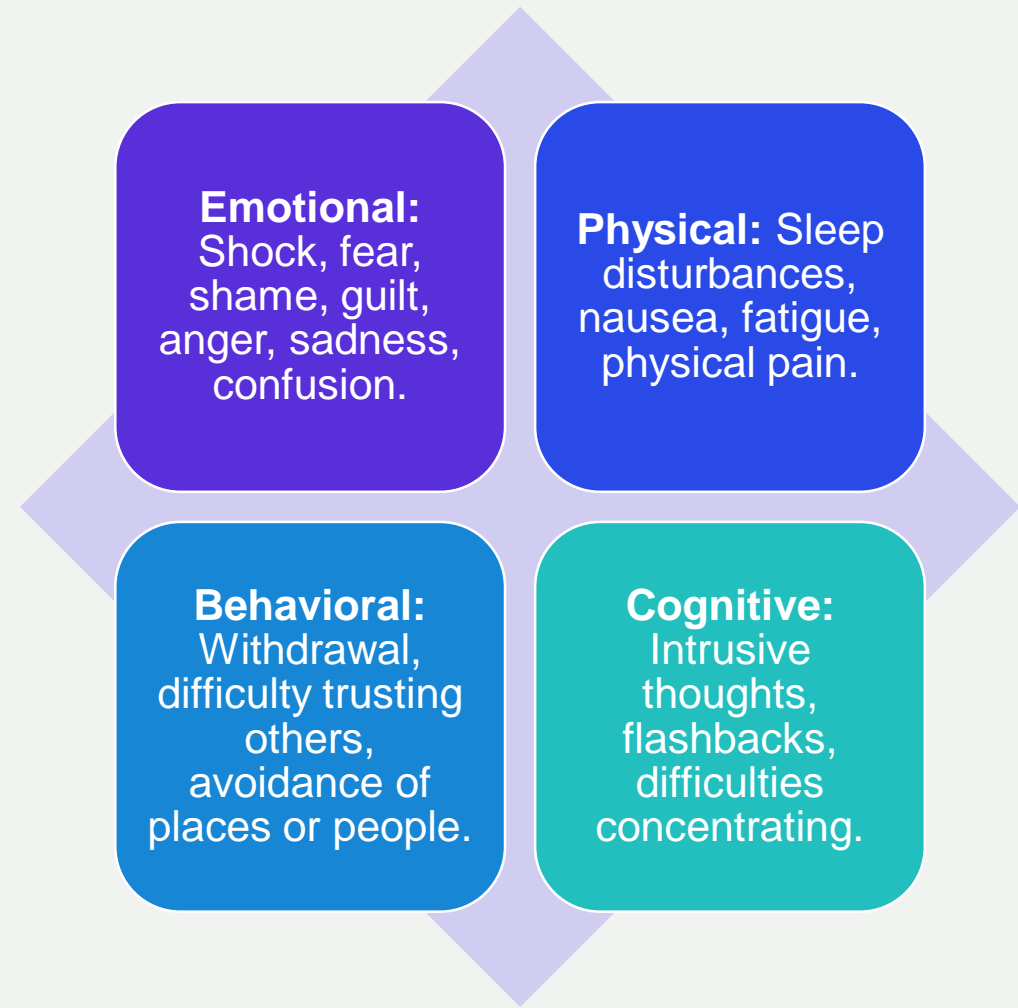 Emotional:
Shock, fear,
shame, guilt,
anger, sadness,
confusion.
Physical: Sleep
disturbances,
nausea, fatigue,
physical pain.
Behavioral:
Withdrawal,
difficulty trusting
others,
avoidance of
places or people.
Cognitive:
Intrusive
thoughts,
flashbacks,
difficulties
concentrating.